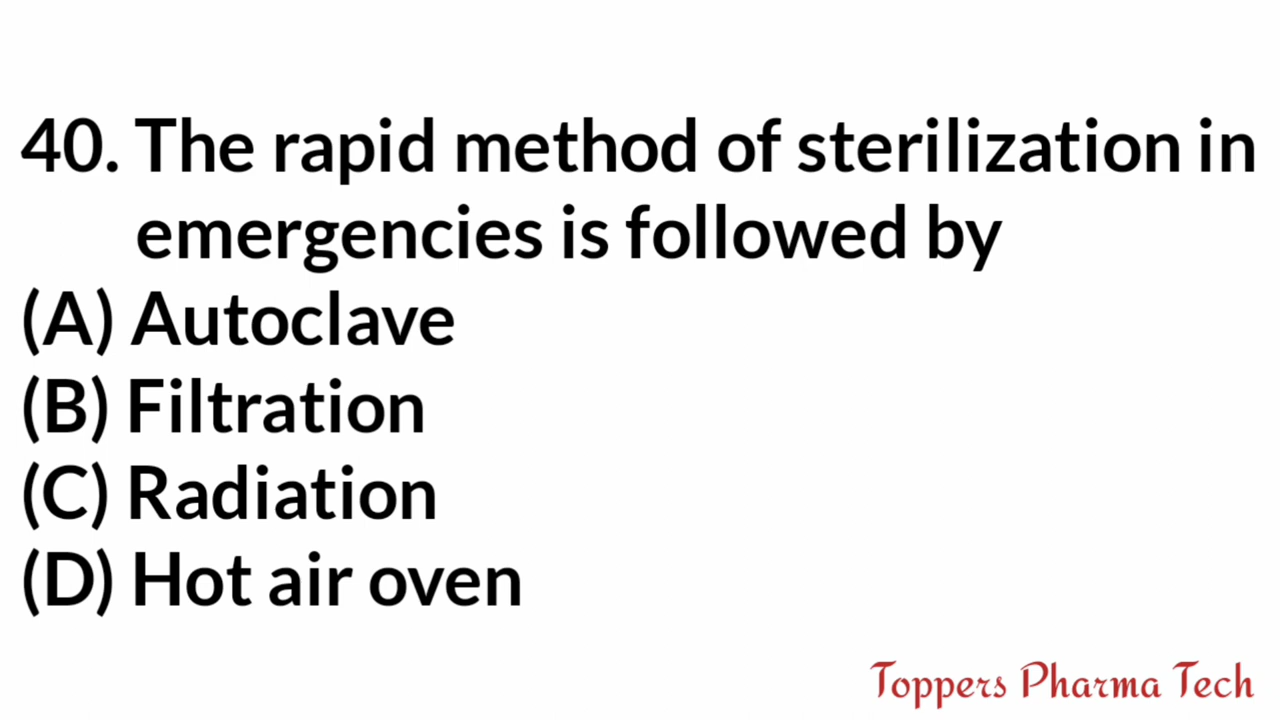 40. The rapid method of sterilization in
emergencies is followed by
(A) Autoclave
(B) Filtration
(C) Radiation
(D) Hot air oven
Toppers Pharma Tech